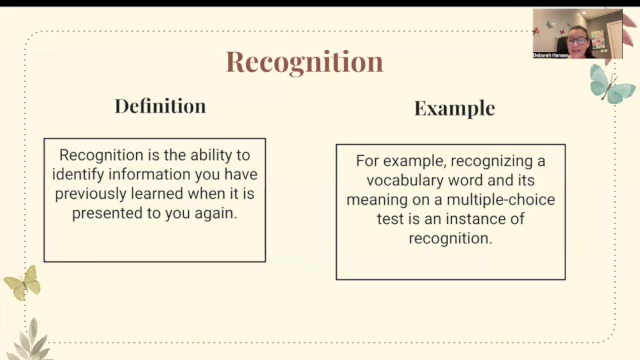 Recognition
Definition
Recognition is the ability to
identify information you have
previously learned when it is
presented to you again.
Example
For example, recognizing a
vocabulary word and its
meaning on a multiple-choice
test is an instance of
recognition.
Deborah Hansen